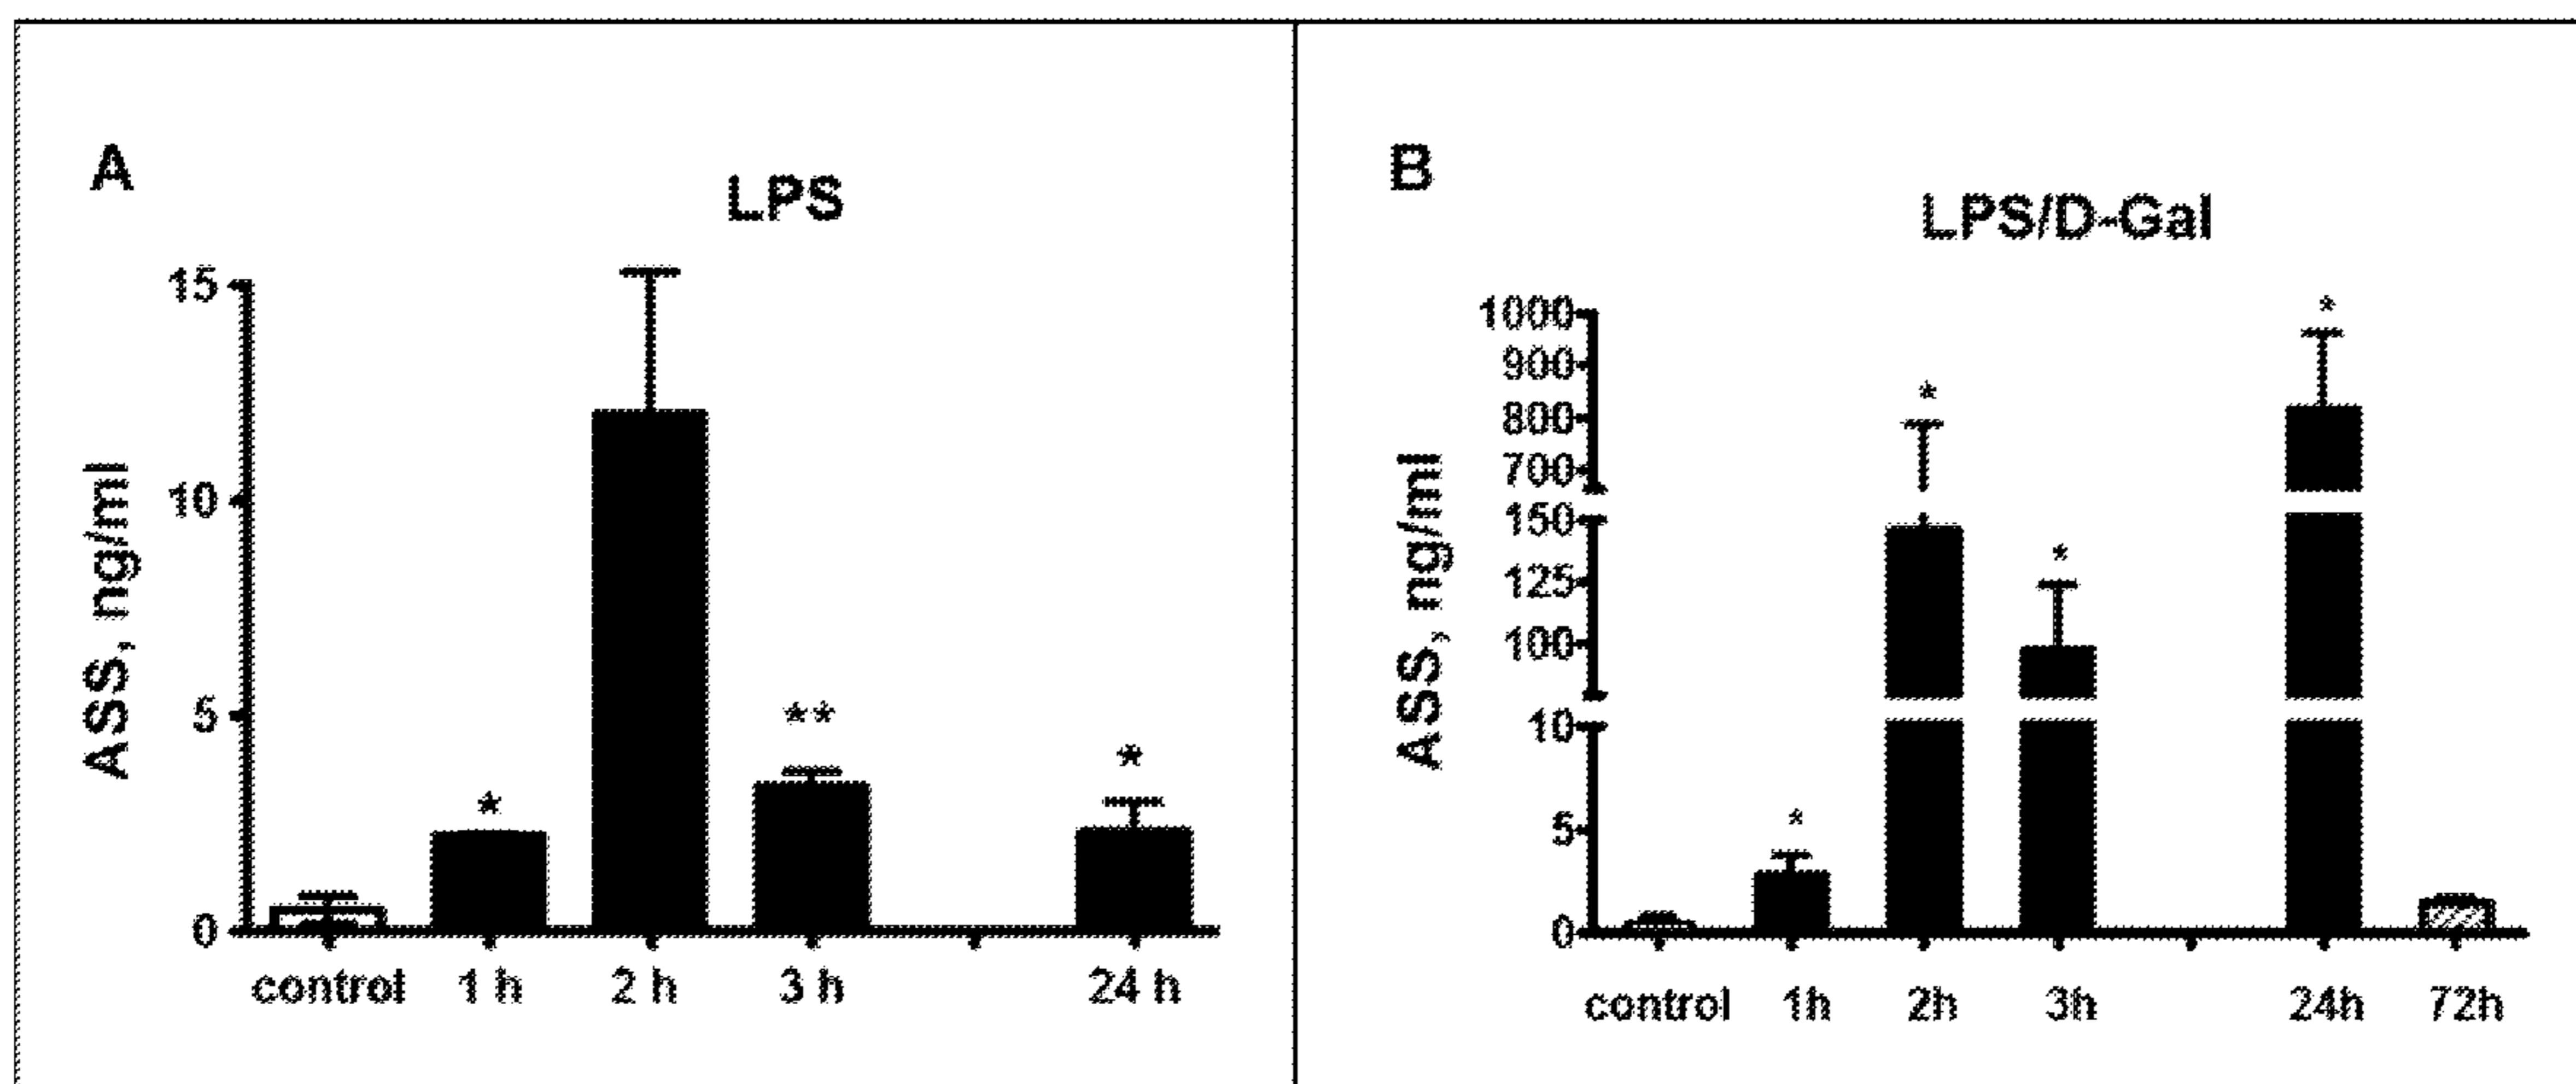 A
LPS
15
10
5
0
ASS, ng/ml
*
**
*
control 1 h 2 h 3 h 24 h
B
LPS/D-Gal
1000
900
800
700
150
125
100
10
5
0
ASS, ng/ml
*
*
*
*
control 1h 2h 3h 24h 72h